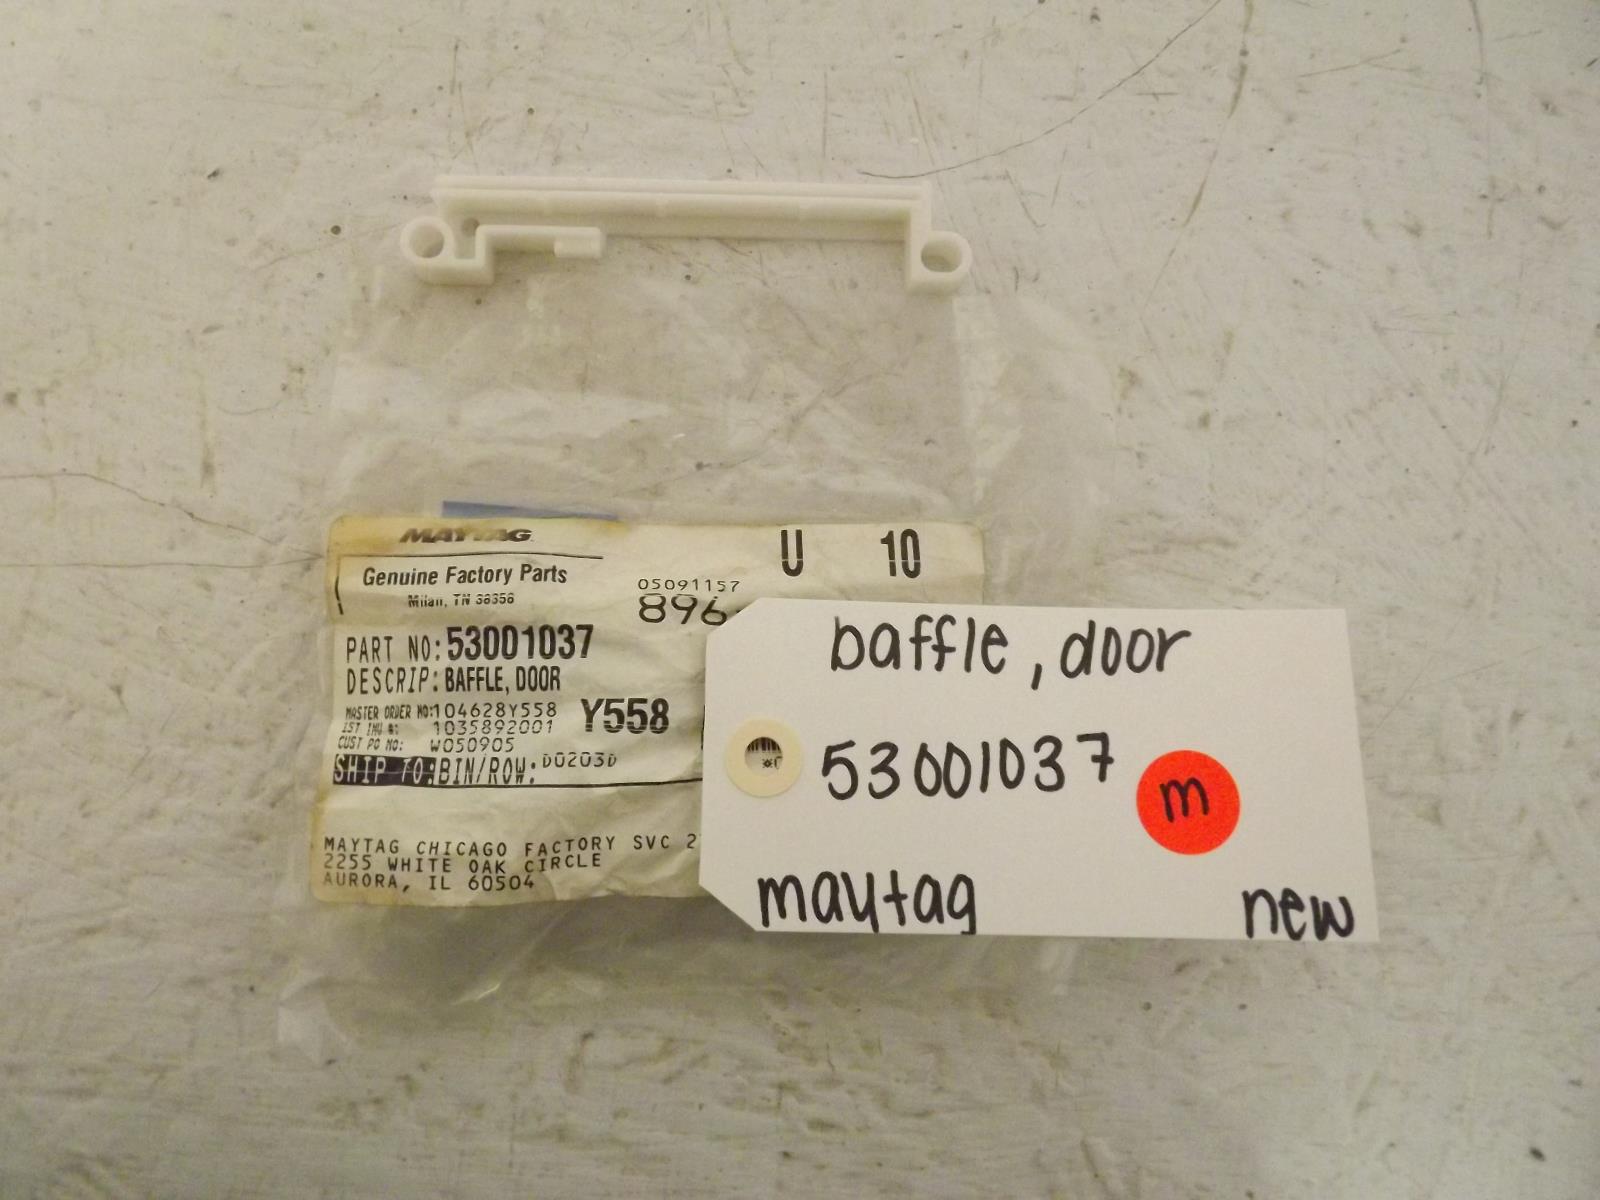 MAYTAG
Genuine Factory Parts
Milan, TN 38358
U 10
05091157
896
PART NO: 53001037
DESCRIP: BAFFLE, DOOR
MASTER ORDER NO: 104628Y558
Y558
1ST INV #: 1035892001
CUST PO NO: W050905
SHIP TO: BIN/ROW: D0203D
MAYTAG CHICAGO FACTORY SVC
2255 WHITE OAK CIRCLE
AURORA, IL 60504
baffle, door
53001037
m
maytag new